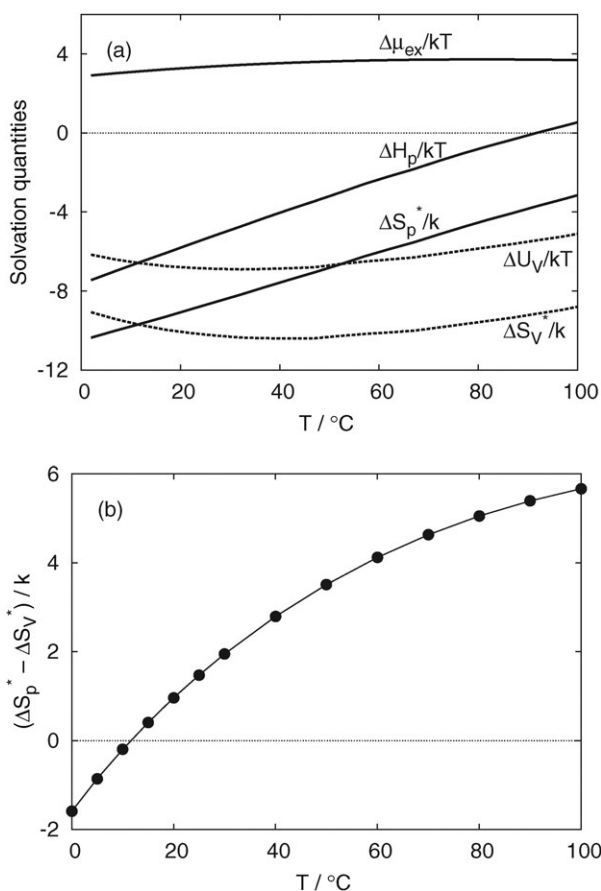 (a)
Δμex/kT
ΔHp/kT
ΔSp*/k
ΔUV/kT
ΔSV*/k
Solvation quantities
4
0
-4
-8
-12
0 20 40 60 80 100
T / °C
(b)
(ΔSp* – ΔSV*) / k
6
4
2
0
-2
0 20 40 60 80 100
T / °C